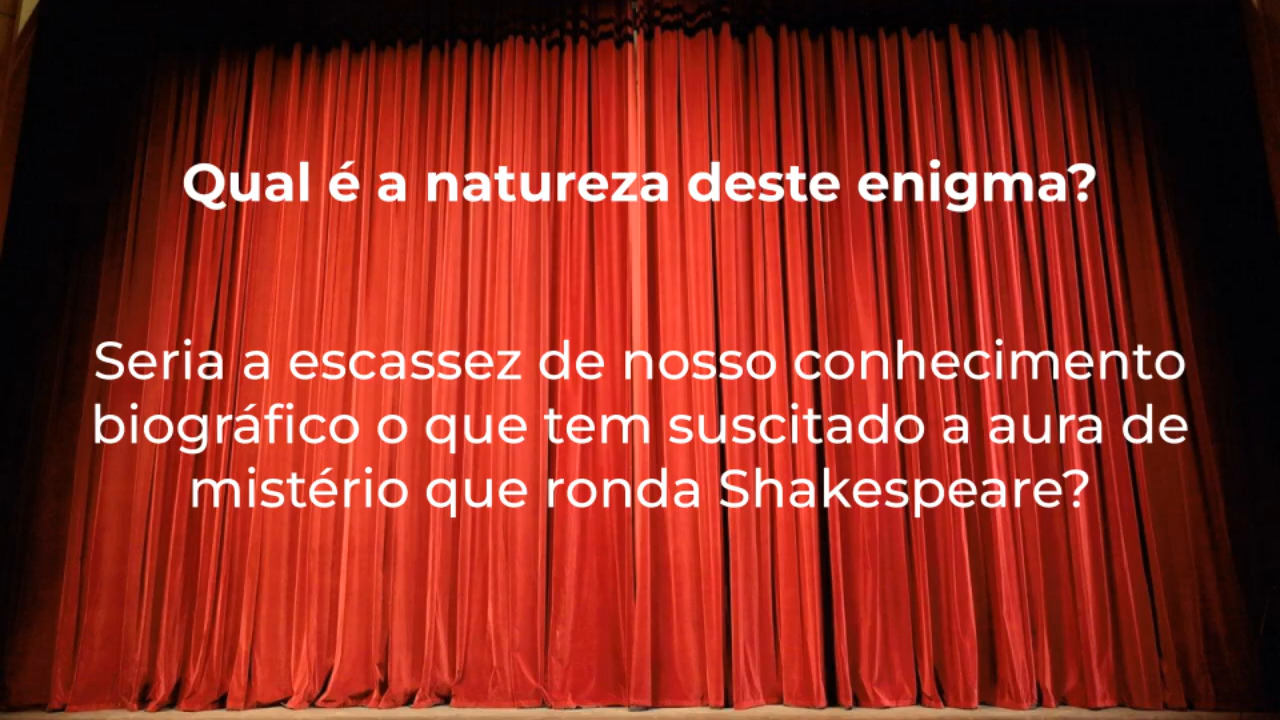 Qual é a natureza deste enigma?
Seria a escassez de nosso conhecimento
biográfico o que tem suscitado a aura de
mistério que ronda Shakespeare?